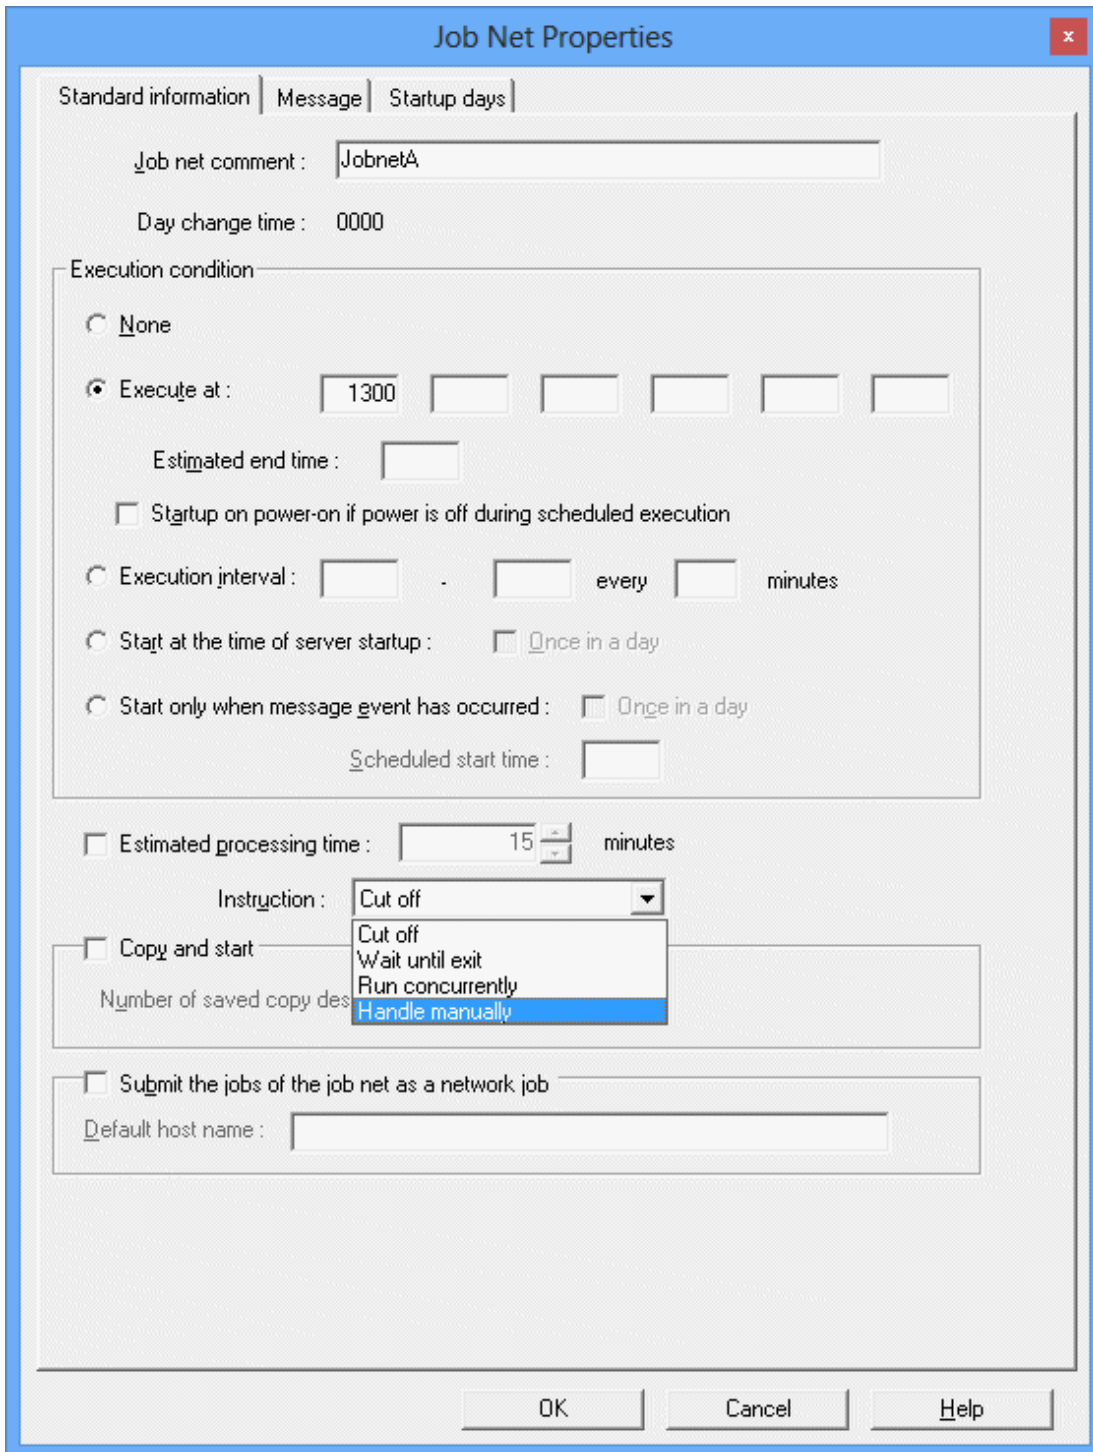 Job Net Properties
x
Standard information Message Startup days
Job net comment : JobnetA
Day change time : 0000
Execution condition
None
Execute at : 1300
Estimated end time :
Startup on power-on if power is off during scheduled execution
Execution interval : - every minutes
Start at the time of server startup : Once in a day
Start only when message event has occurred : Once in a day
Scheduled start time :
Estimated processing time : 15 minutes
Instruction : Cut off
Cut off
Copy and start
Wait until exit
Run concurrently
Number of saved copy des
Handle manually
Submit the jobs of the job net as a network job
Default host name :
OK Cancel Help